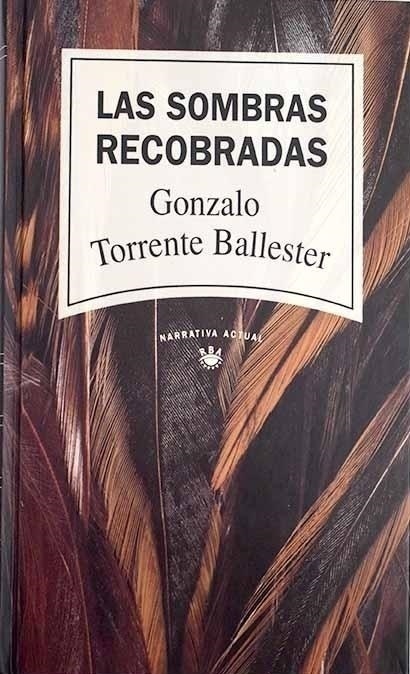 LAS SOMBRAS
RECOBRADAS
Gonzalo
Torrente Ballester
NARRATIVA ACTUAL
RBA